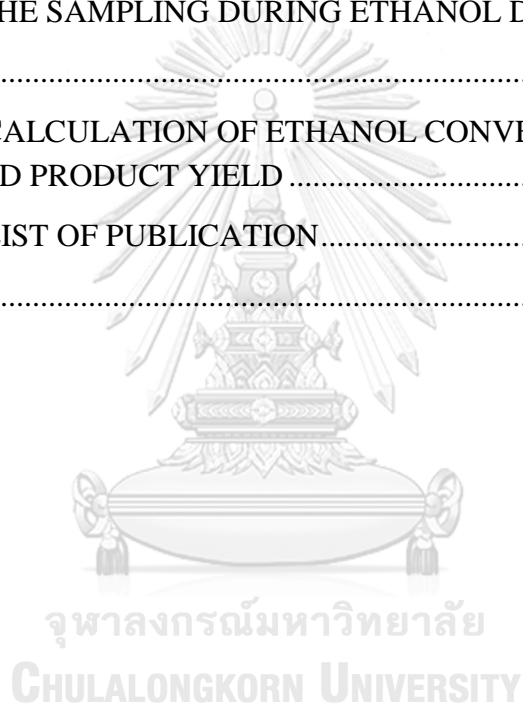 HE SAMPLING DURING ETHANOL D
........................................................................
CALCULATION OF ETHANOL CONVE
D PRODUCT YIELD ..................................
LIST OF PUBLICATION.............................
........................................................................
จุฬาลงกรณ์มหาวิทยาลัย
CHULALONGKORN UNIVERSITY